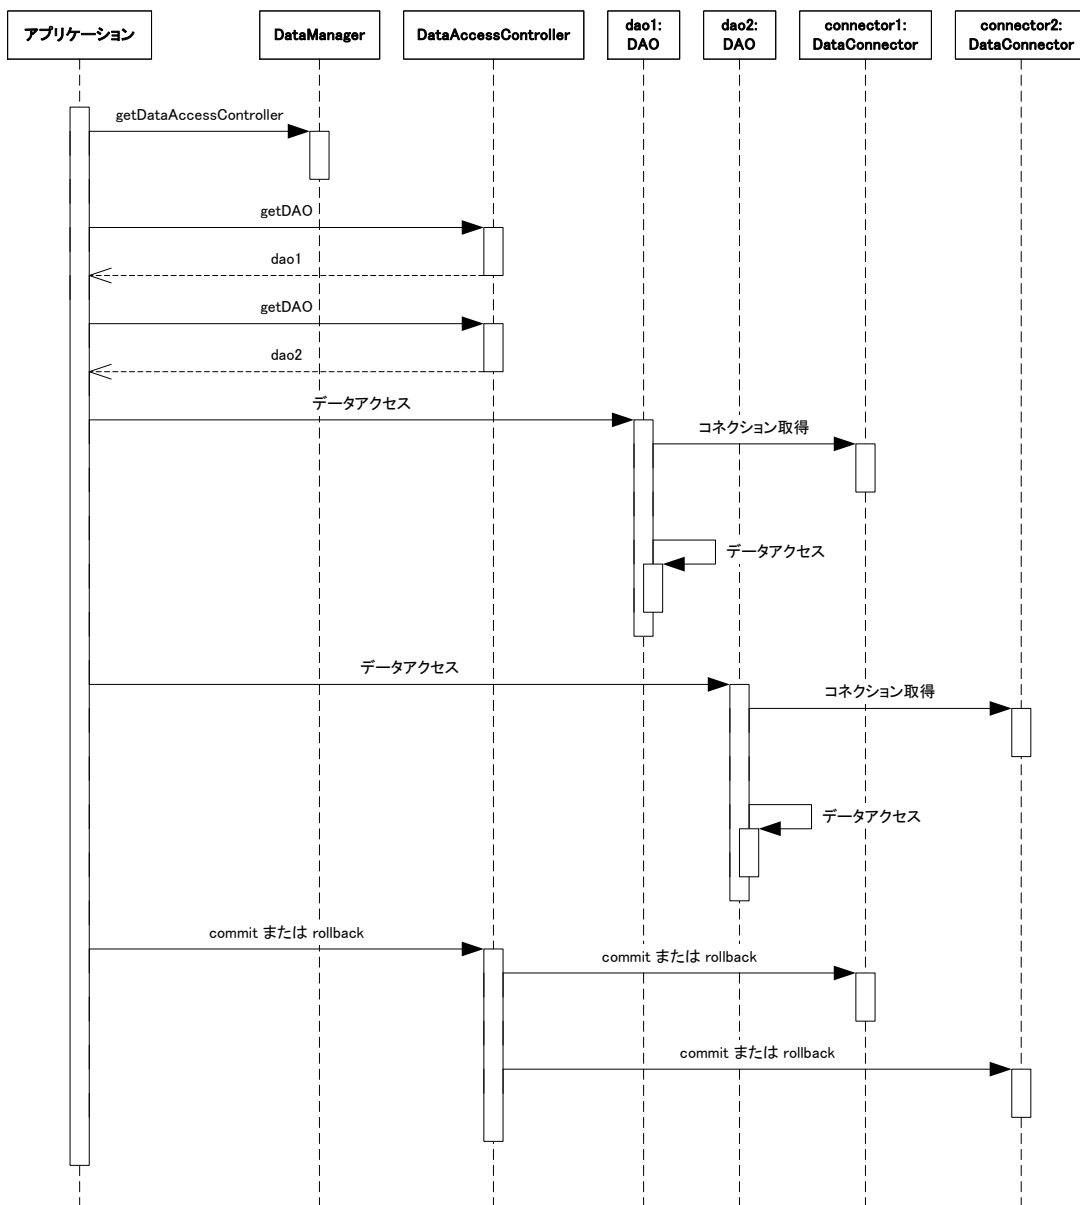 アプリケーション
DataManager
DataAccessController
dao1:
DAO
dao2:
DAO
connector1:
DataConnector
connector2:
DataConnector
getDataAccessController
getDAO
dao1
getDAO
dao2
データアクセス
コネクション取得
データアクセス
データアクセス
コネクション取得
データアクセス
commit または rollback
commit または rollback
commit または rollback